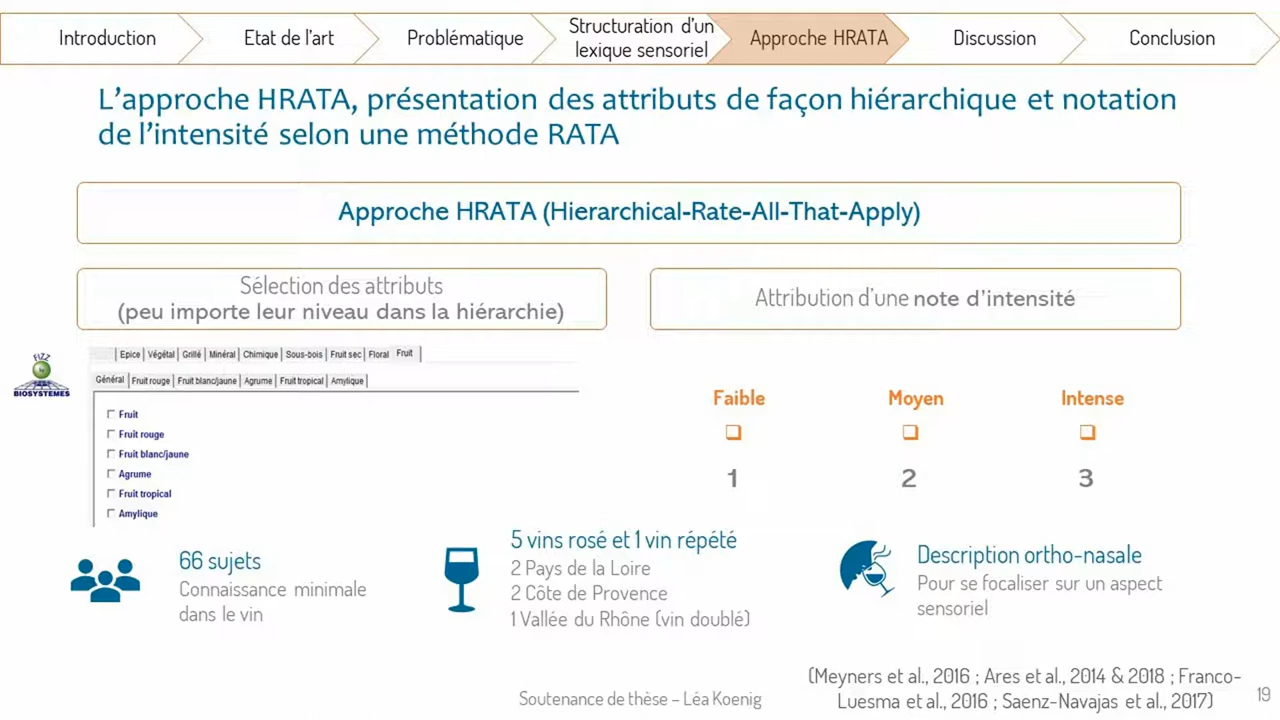 Introduction
Etat de l'art
Problématique
Structuration d'un
lexique sensoriel
Approche HRATA
Discussion
Conclusion
L'approche HRATA, présentation des attributs de façon hiérarchique et notation
de l'intensité selon une méthode RATA
Approche HRATA (Hierarchical-Rate-All-That-Apply)
Sélection des attributs
(peu importe leur niveau dans la hiérarchie)
Attribution d'une note d'intensité
FIZZ
BIOSYSTEMES
Epice Végétal Grillé Minéral Chimique Sous-bois Fruit sec Floral Fruit
Général Fruit rouge Fruit blanc/jaune Agrume Fruit tropical Amylique
Fruit
Fruit rouge
Fruit blanc/jaune
Agrume
Fruit tropical
Amylique
Faible Moyen Intense
1 2 3
66 sujets
Connaissance minimale
dans le vin
5 vins rosé et 1 vin répété
2 Pays de la Loire
2 Côte de Provence
1 Vallée du Rhône (vin doublé)
Description ortho-nasale
Pour se focaliser sur un aspect
sensoriel
(Meyners et al., 2016 ; Ares et al., 2014 & 2018 ; Franco-
Luesma et al., 2016 ; Saenz-Navajas et al., 2017)
Soutenance de thèse – Léa Koenig
19